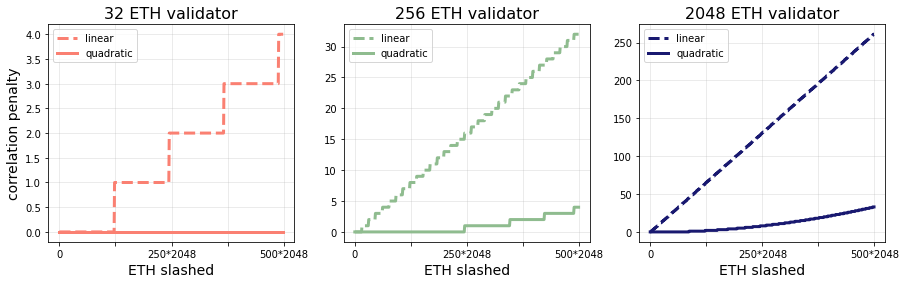 32 ETH validator
linear
quadratic
correlation penalty
4.0
3.5
3.0
2.5
2.0
1.5
1.0
0.5
0.0
0
250*2048
500*2048
ETH slashed
256 ETH validator
linear
quadratic
30
25
20
15
10
5
0
0
250*2048
500*2048
ETH slashed
2048 ETH validator
linear
quadratic
250
200
150
100
50
0
0
250*2048
500*2048
ETH slashed